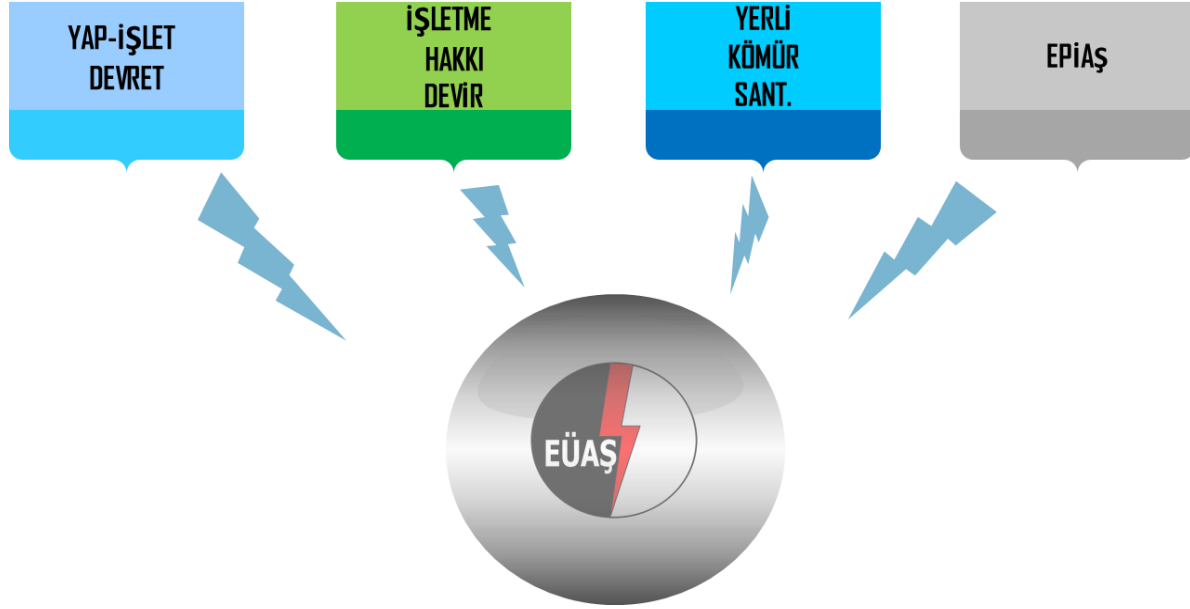 YAP-İŞLET
DEVRET
İŞLETME
HAKKI
DEVİR
YERLİ
KÖMÜR
SANT.
EPİAŞ
EÜAŞ